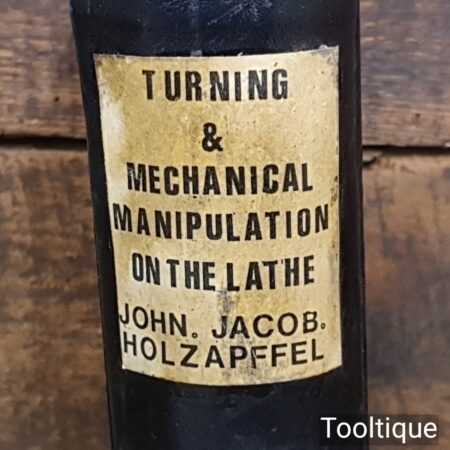 TURNING
&
MECHANICAL
MANIPULATION
ON THE LATHE
JOHN. JACOB.
HOLZAPFFEL
Tooltique